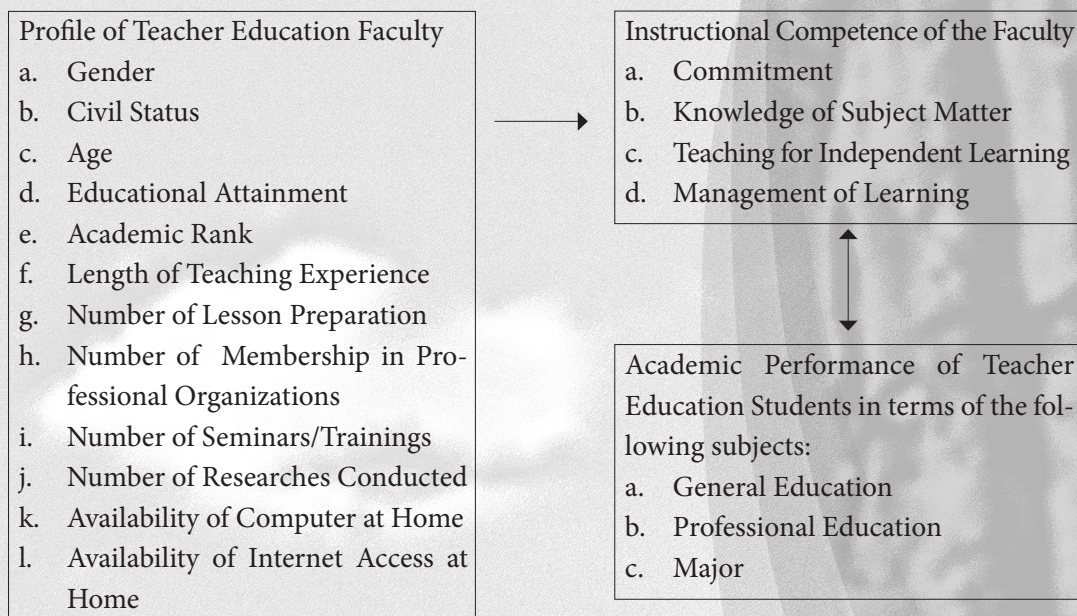 Profile of Teacher Education Faculty
a. Gender
b. Civil Status
c. Age
d. Educational Attainment
e. Academic Rank
f. Length of Teaching Experience
g. Number of Lesson Preparation
h. Number of Membership in Pro-
fessional Organizations
i. Number of Seminars/Trainings
j. Number of Researches Conducted
k. Availability of Computer at Home
l. Availability of Internet Access at
Home
Instructional Competence of the Faculty
a. Commitment
b. Knowledge of Subject Matter
c. Teaching for Independent Learning
d. Management of Learning
Academic Performance of Teacher
Education Students in terms of the fol-
lowing subjects:
a. General Education
b. Professional Education
c. Major